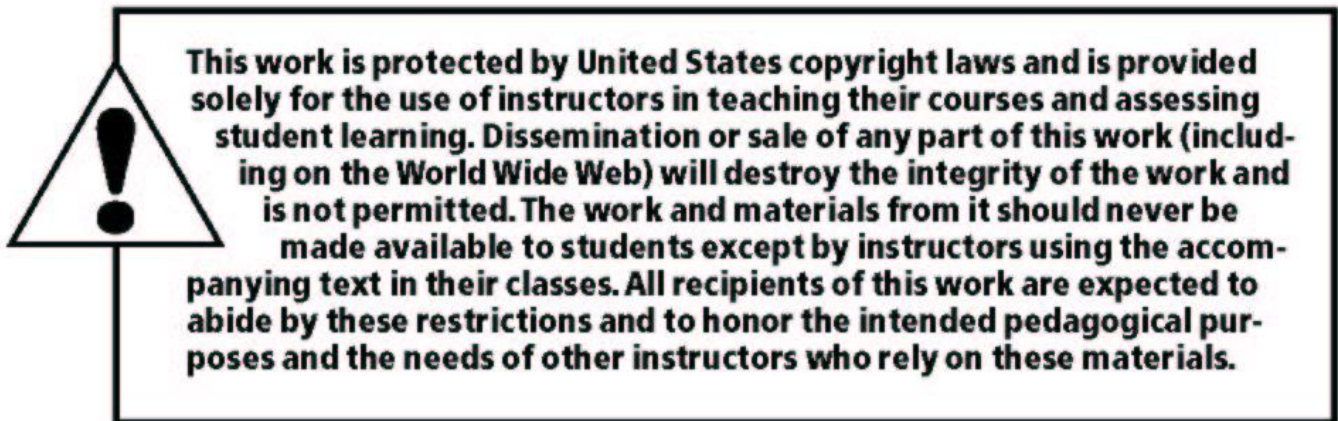 This work is protected by United States copyright laws and is provided
solely for the use of instructors in teaching their courses and assessing
student learning. Dissemination or sale of any part of this work (includ-
ing on the World Wide Web) will destroy the integrity of the work and
is not permitted. The work and materials from it should never be
made available to students except by instructors using the accom-
panying text in their classes. All recipients of this work are expected to
abide by these restrictions and to honor the intended pedagogical pur-
poses and the needs of other instructors who rely on these materials.